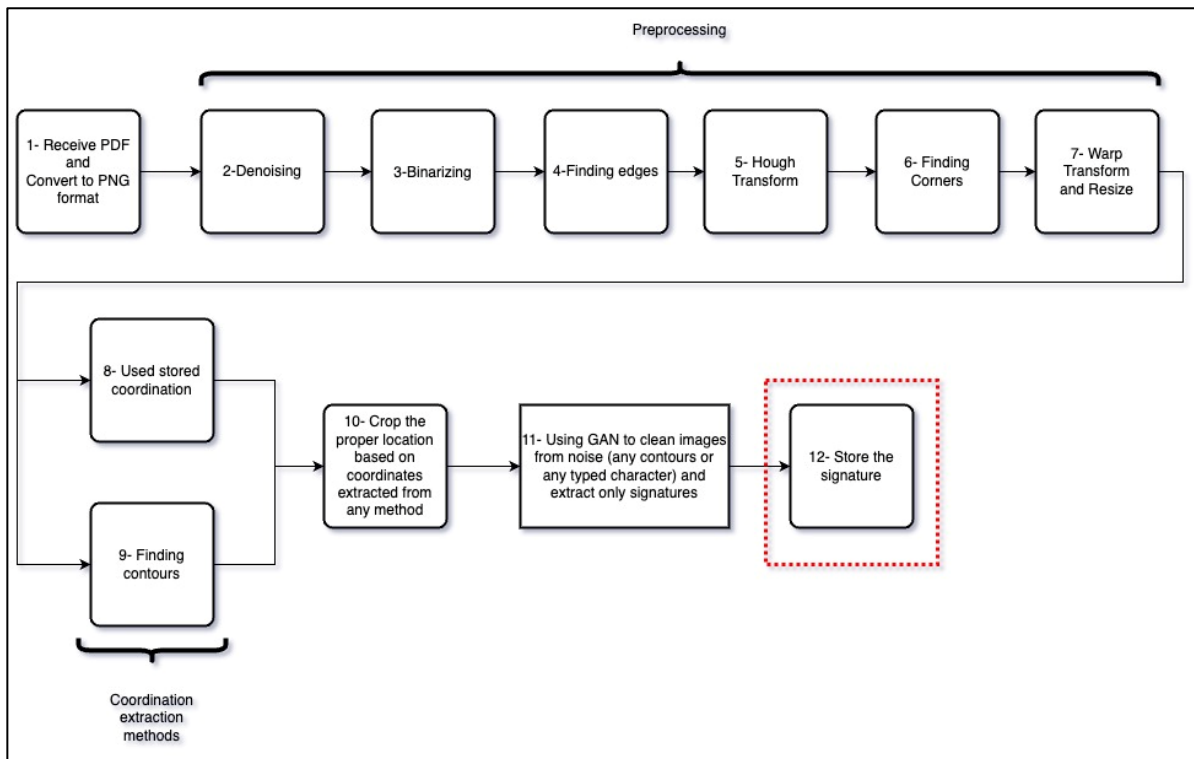 Preprocessing
1- Receive PDF
and
Convert to PNG
format
2-Denoising
3-Binarizing
4-Finding edges
5- Hough
Transform
6- Finding
Corners
7- Warp
Transform
and Resize
8- Used stored
coordination
9- Finding
contours
10- Crop the
proper location
based on
coordinates
extracted from
any method
11- Using GAN to clean images
from noise (any contours or
any typed character) and
extract only signatures
12- Store the
signature
Coordination
extraction
methods